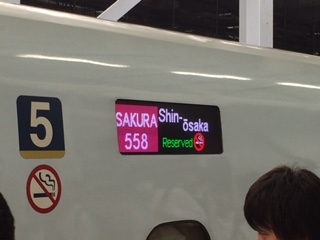 5
SAKURA
558
Shin-
ōsaka
Reserved